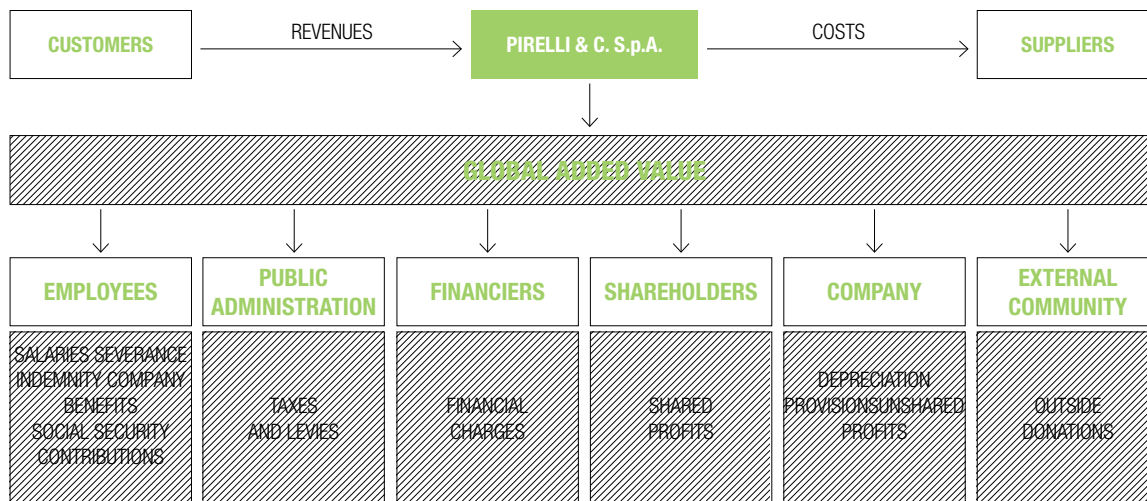 CUSTOMERS
REVENUES
PIRELLI & C. S.p.A.
COSTS
SUPPLIERS
GLOBAL ADDED VALUE
EMPLOYEES
PUBLIC
ADMINISTRATION
FINANCIERS
SHAREHOLDERS
COMPANY
EXTERNAL
COMMUNITY
SALARIES SEVERANCE
INDEMNITY COMPANY
BENEFITS
SOCIAL SECURITY
CONTRIBUTIONS
TAXES
AND LEVIES
FINANCIAL
CHARGES
SHARED
PROFITS
DEPRECIATION
PROVISIONSUNSHARED
PROFITS
OUTSIDE
DONATIONS